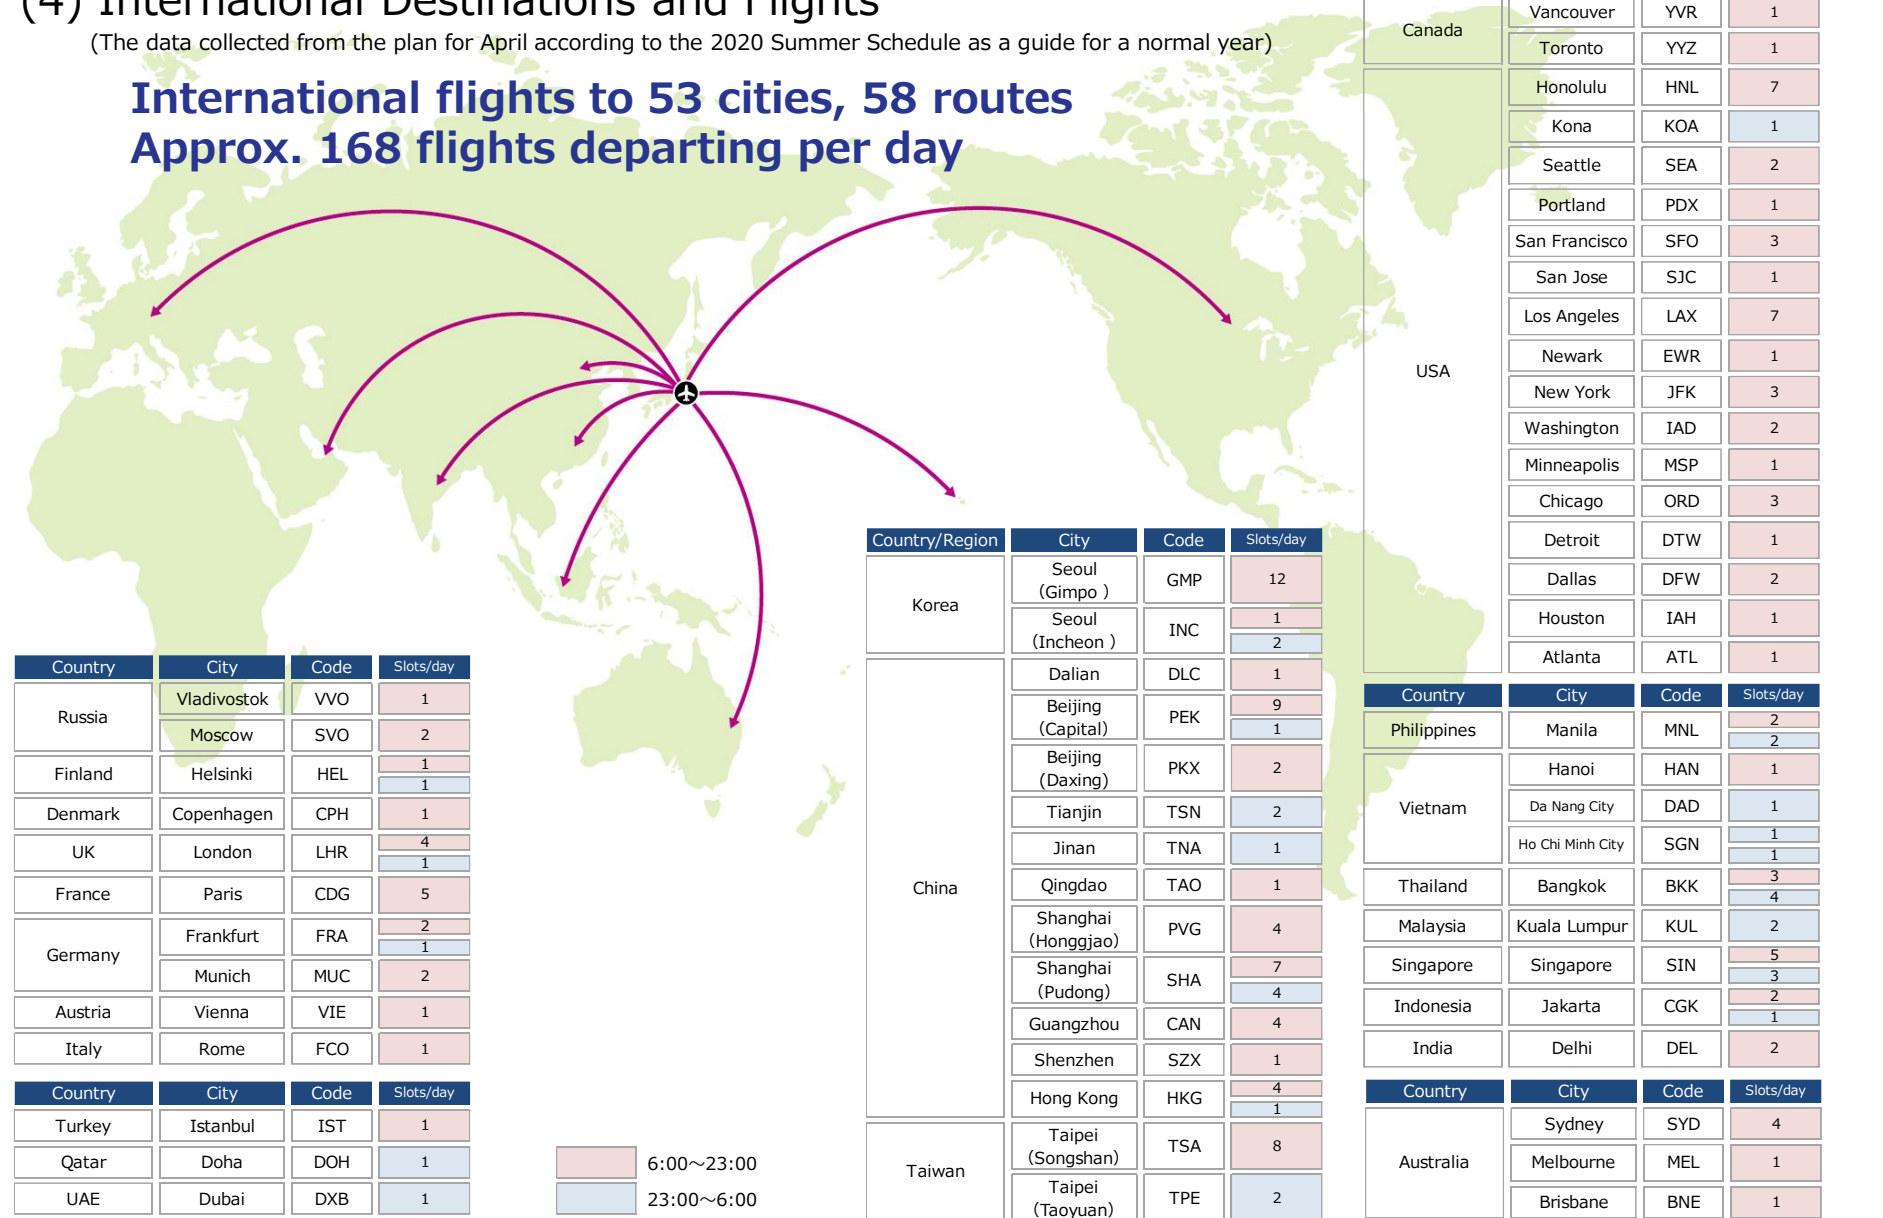 (4) International Destinations and Flights
(The data collected from the plan for April according to the 2020 Summer Schedule as a guide for a normal year)
International flights to 53 cities, 58 routes
Approx. 168 flights departing per day
Country City Code Slots/day
Russia
Vladivostok VVO 1
Moscow SVO 2
Finland Helsinki HEL 1
1
Denmark Copenhagen CPH 1
UK London LHR 4
1
France Paris CDG 5
Germany
Frankfurt FRA 2
1
Munich MUC 2
Austria Vienna VIE 1
Italy Rome FCO 1
Country City Code Slots/day
Turkey Istanbul IST 1
Qatar Doha DOH 1
UAE Dubai DXB 1
6:00～23:00
23:00～6:00
Country/Region City Code Slots/day
Korea
Seoul
(Gimpo ) GMP 12
Seoul
(Incheon ) INC 1
2
China
Dalian DLC 1
Beijing
(Capital) PEK 9
1
Beijing
(Daxing) PKX 2
Tianjin TSN 2
Jinan TNA 1
Qingdao TAO 1
Shanghai
(Honggjao) PVG 4
Shanghai
(Pudong) SHA 7
4
Guangzhou CAN 4
Shenzhen SZX 1
Hong Kong HKG 4
1
Taiwan
Taipei
(Songshan) TSA 8
Taipei
(Taoyuan) TPE 2
Canada
Vancouver YVR 1
Toronto YYZ 1
USA
Honolulu HNL 7
Kona KOA 1
Seattle SEA 2
Portland PDX 1
San Francisco SFO 3
San Jose SJC 1
Los Angeles LAX 7
Newark EWR 1
New York JFK 3
Washington IAD 2
Minneapolis MSP 1
Chicago ORD 3
Detroit DTW 1
Dallas DFW 2
Houston IAH 1
Atlanta ATL 1
Country City Code Slots/day
Philippines Manila MNL 2
2
Vietnam
Hanoi HAN 1
Da Nang City DAD 1
Ho Chi Minh City SGN 1
1
Thailand Bangkok BKK 3
4
Malaysia Kuala Lumpur KUL 2
Singapore Singapore SIN 5
3
Indonesia Jakarta CGK 2
1
India Delhi DEL 2
Country City Code Slots/day
Australia
Sydney SYD 4
Melbourne MEL 1
Brisbane BNE 1